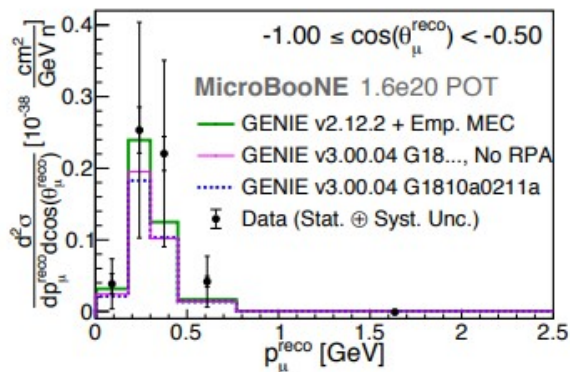 -1.00 ≤ cos(θ_μ^reco) < -0.50
MicroBooNE 1.6e20 POT
GENIE v2.12.2 + Emp. MEC
GENIE v3.00.04 G18..., No RPA
GENIE v3.00.04 G1810a0211a
Data (Stat. ⊕ Syst. Unc.)
d²σ / dp_μ^reco dcos(θ_μ^reco) [10⁻³⁸ cm² / GeV n]
0.4
0.3
0.2
0.1
0
0 0.5 1 1.5 2 2.5
p_μ^reco [GeV]